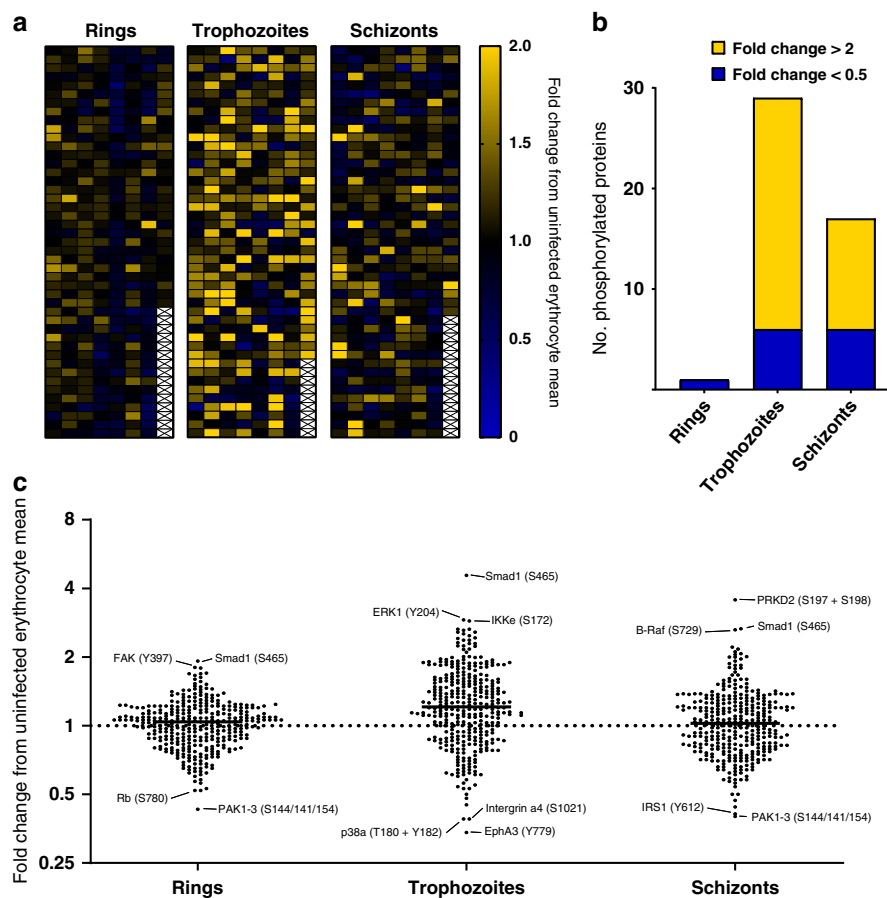 a
Rings
Trophozoites
Schizonts
2.0
1.5
1.0
0.5
0
Fold change from uninfected erythrocyte mean
b
Fold change > 2
Fold change < 0.5
30
20
10
No. phosphorylated proteins
Rings
Trophozoites
Schizonts
c
Fold change from uninfected erythrocyte mean
8
4
2
1
0.5
0.25
FAK (Y397)
Smad1 (S465)
Rb (S780)
PAK1-3 (S144/141/154)
Smad1 (S465)
ERK1 (Y204)
IKKe (S172)
Intergrin a4 (S1021)
p38a (T180 + Y182)
EphA3 (Y779)
PRKD2 (S197 + S198)
B-Raf (S729)
Smad1 (S465)
IRS1 (Y612)
PAK1-3 (S144/141/154)
Rings
Trophozoites
Schizonts